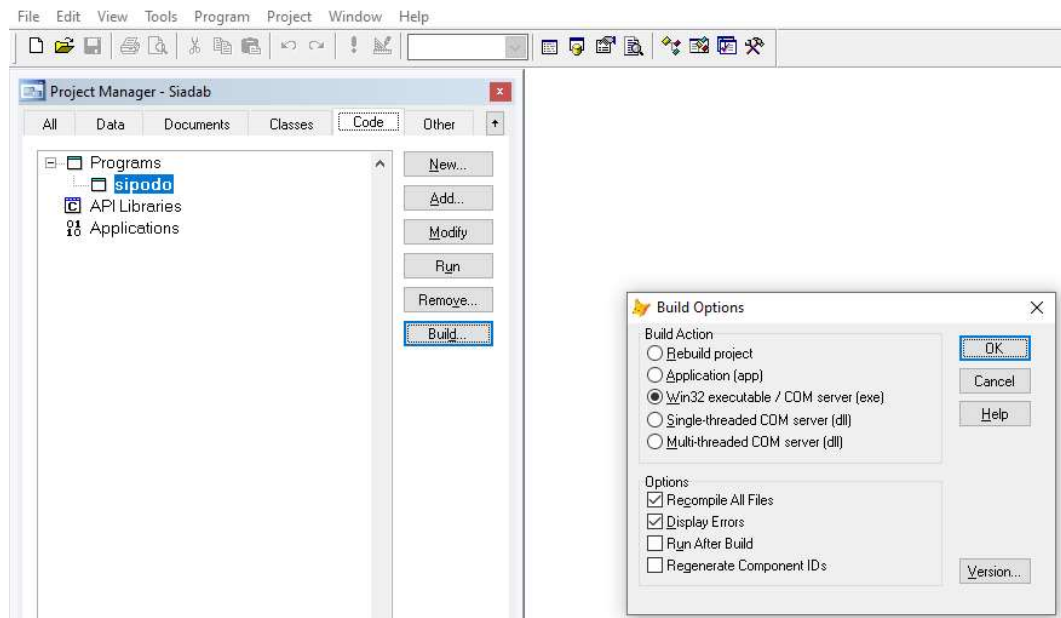 File Edit View Tools Program Project Window Help
Project Manager - Siadab
All Data Documents Classes Code Other
Programs
sipodo
API Libraries
Applications
New...
Add...
Modify
Run
Remove...
Build...
Build Options
Build Action
Rebuild project
Application (app)
Win32 executable / COM server (exe)
Single-threaded COM server (dll)
Multi-threaded COM server (dll)
OK
Cancel
Help
Options
Recompile All Files
Display Errors
Run After Build
Regenerate Component IDs
Version...